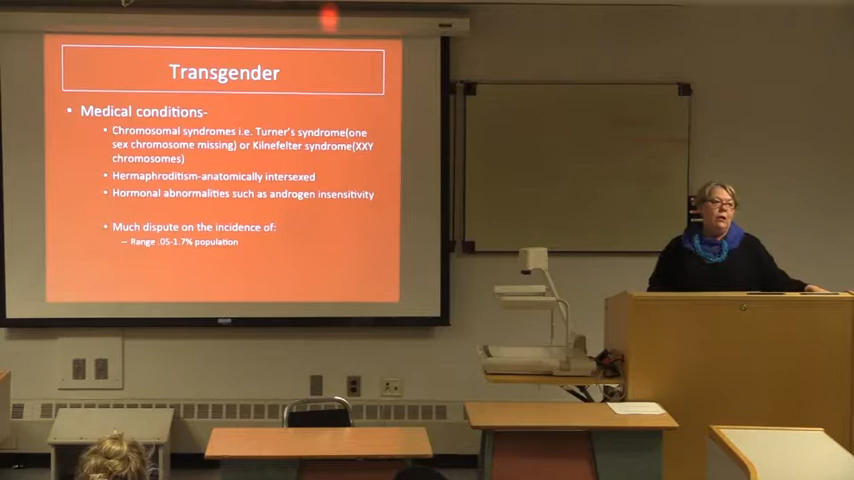 Transgender
• Medical conditions-
• Chromosomal syndromes i.e. Turner's syndrome(one
sex chromosome missing) or Kilnefelter syndrome(XXY
chromosomes)
• Hermaphroditism-anatomically intersexed
• Hormonal abnormalities such as androgen insensitivity
• Much dispute on the incidence of:
– Range .05-1.7% population